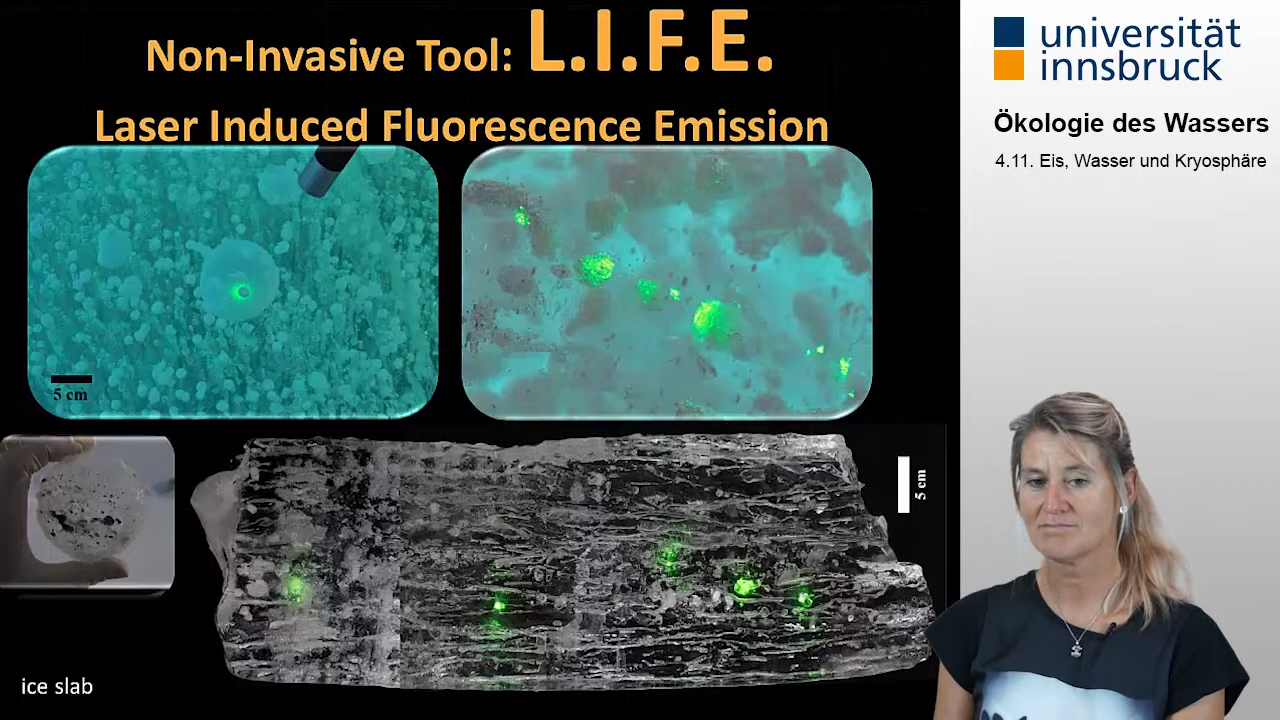 Non-Invasive Tool: L.I.F.E.
Laser Induced Fluorescence Emission
5 cm
5 cm
ice slab
universität
innsbruck
Ökologie des Wassers
4.11. Eis, Wasser und Kryosphäre